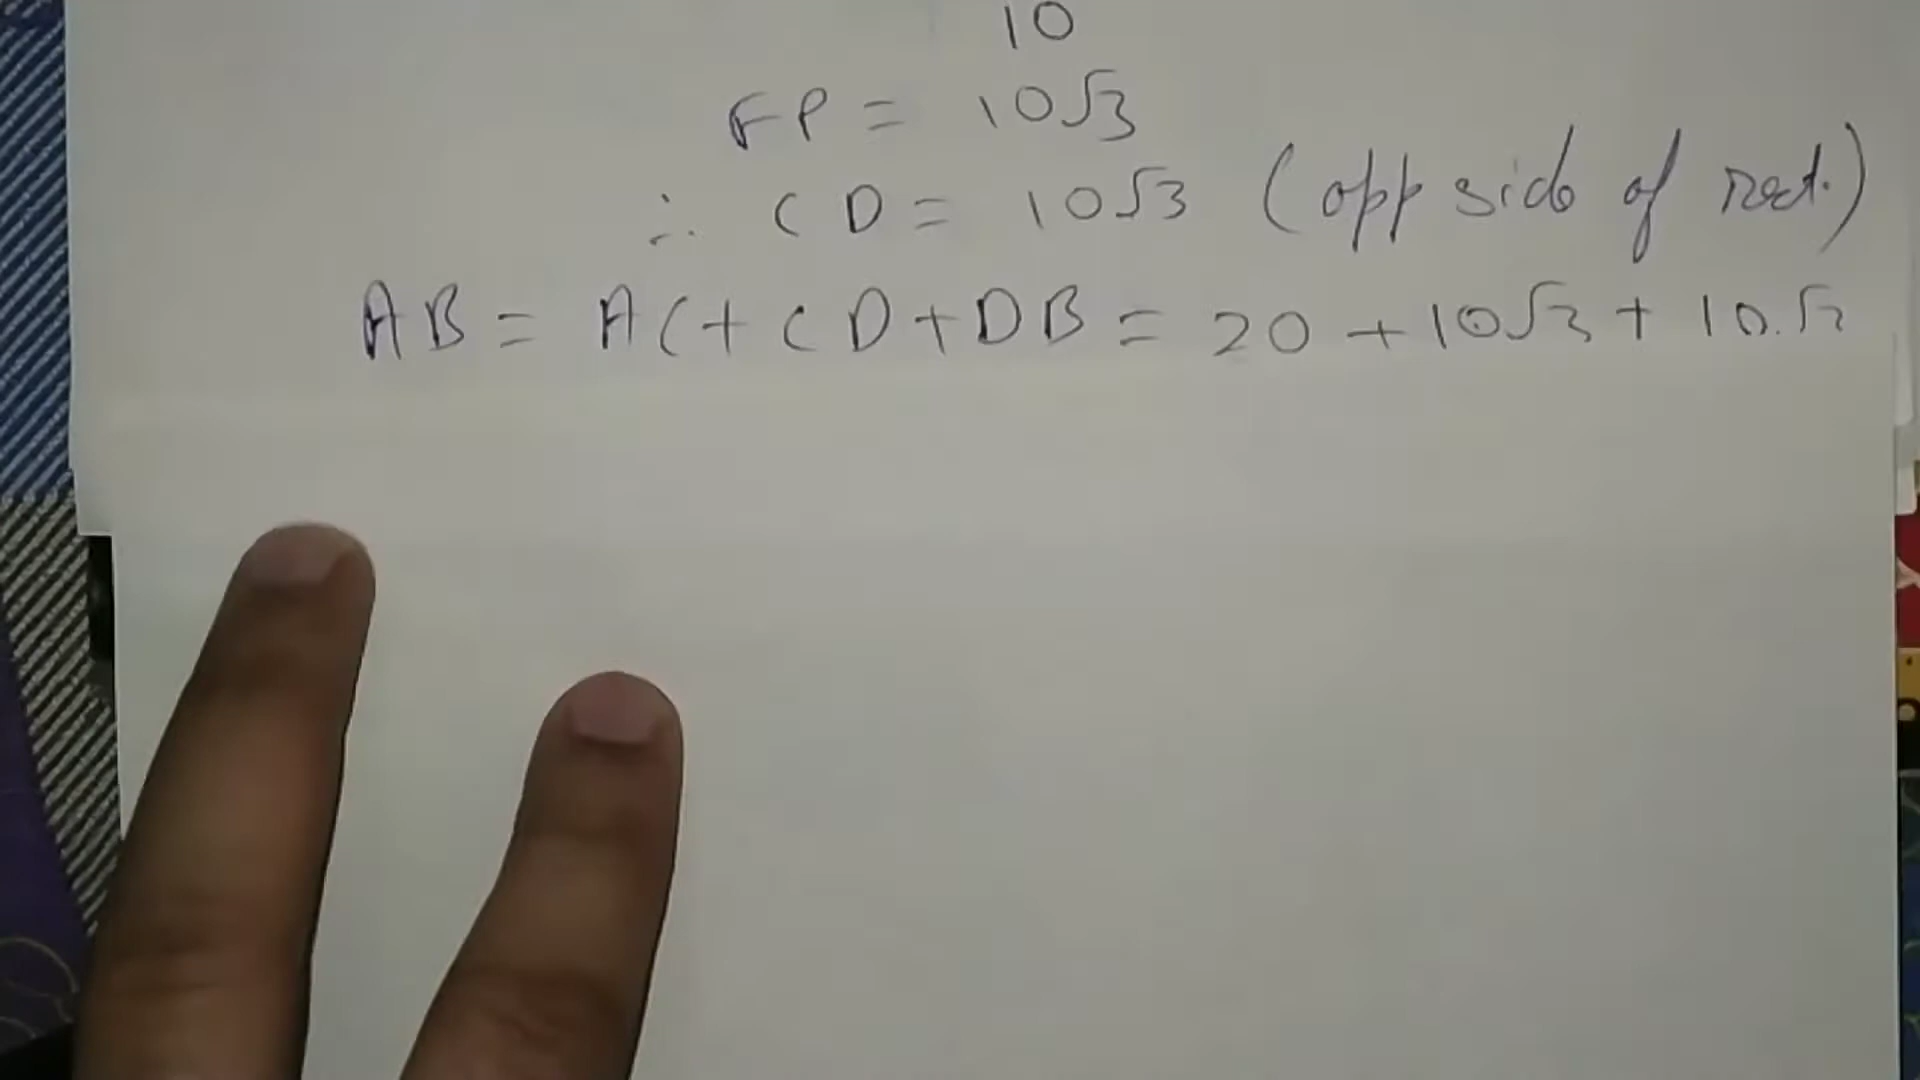 10
FP = 10√3
∴ CD = 10√3 (opp side of rect.)
AB = AC + CD + DB = 20 + 10√3 + 10.√2